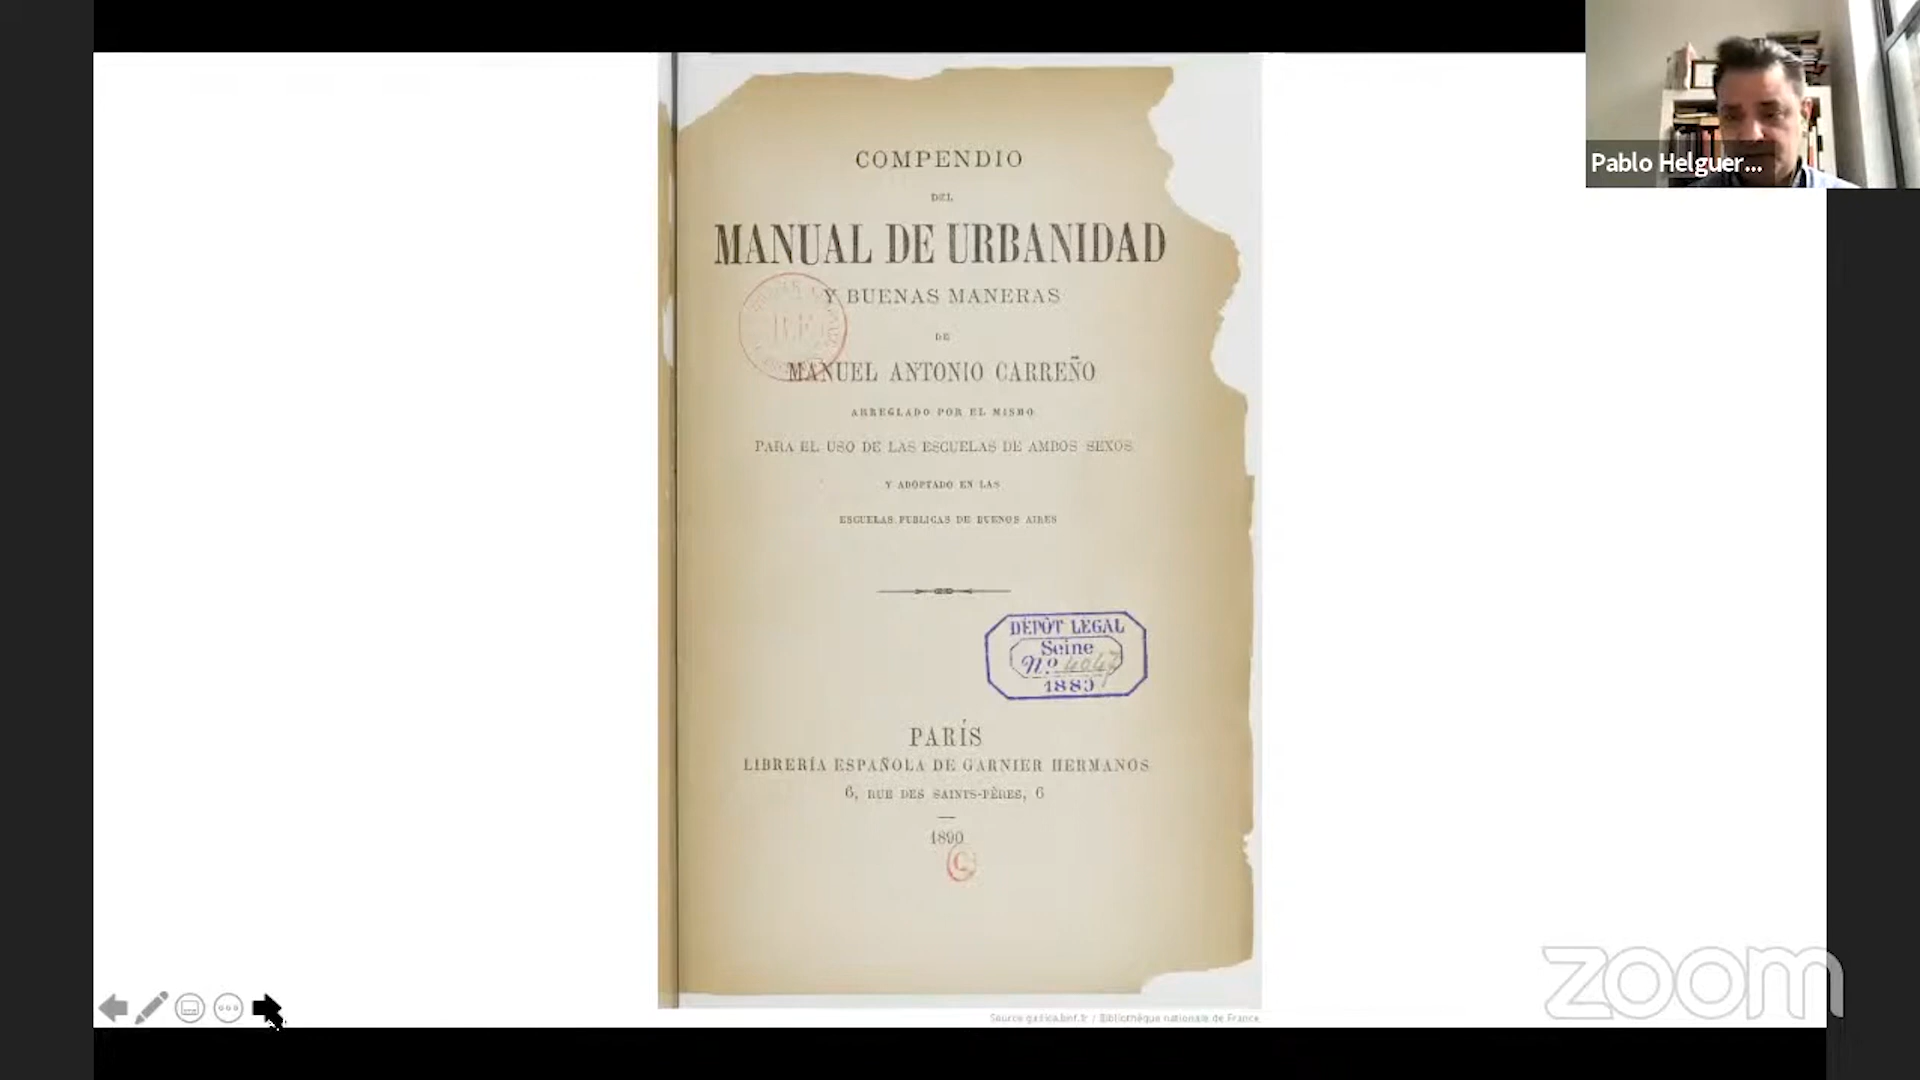 COMPENDIO
DEL
MANUAL DE URBANIDAD
Y BUENAS MANERAS
DE
MANUEL ANTONIO CARREÑO
ARREGLADO POR EL MISMO
PARA EL USO DE LAS ESCUELAS DE AMBOS SEXOS
Y ADOPTADO EN LAS
ESCUELAS PUBLICAS DE BUENOS AIRES
DÉPÔT LEGAL
Seine
Nº 4047
PARÍS
LIBRERÍA ESPAÑOLA DE GARNIER HERMANOS
6, RUE DES SAINTS-PÈRES, 6
1890
C
Source gallica.bnf.fr / Bibliothèque nationale de France
Pablo Helguer...
zoom